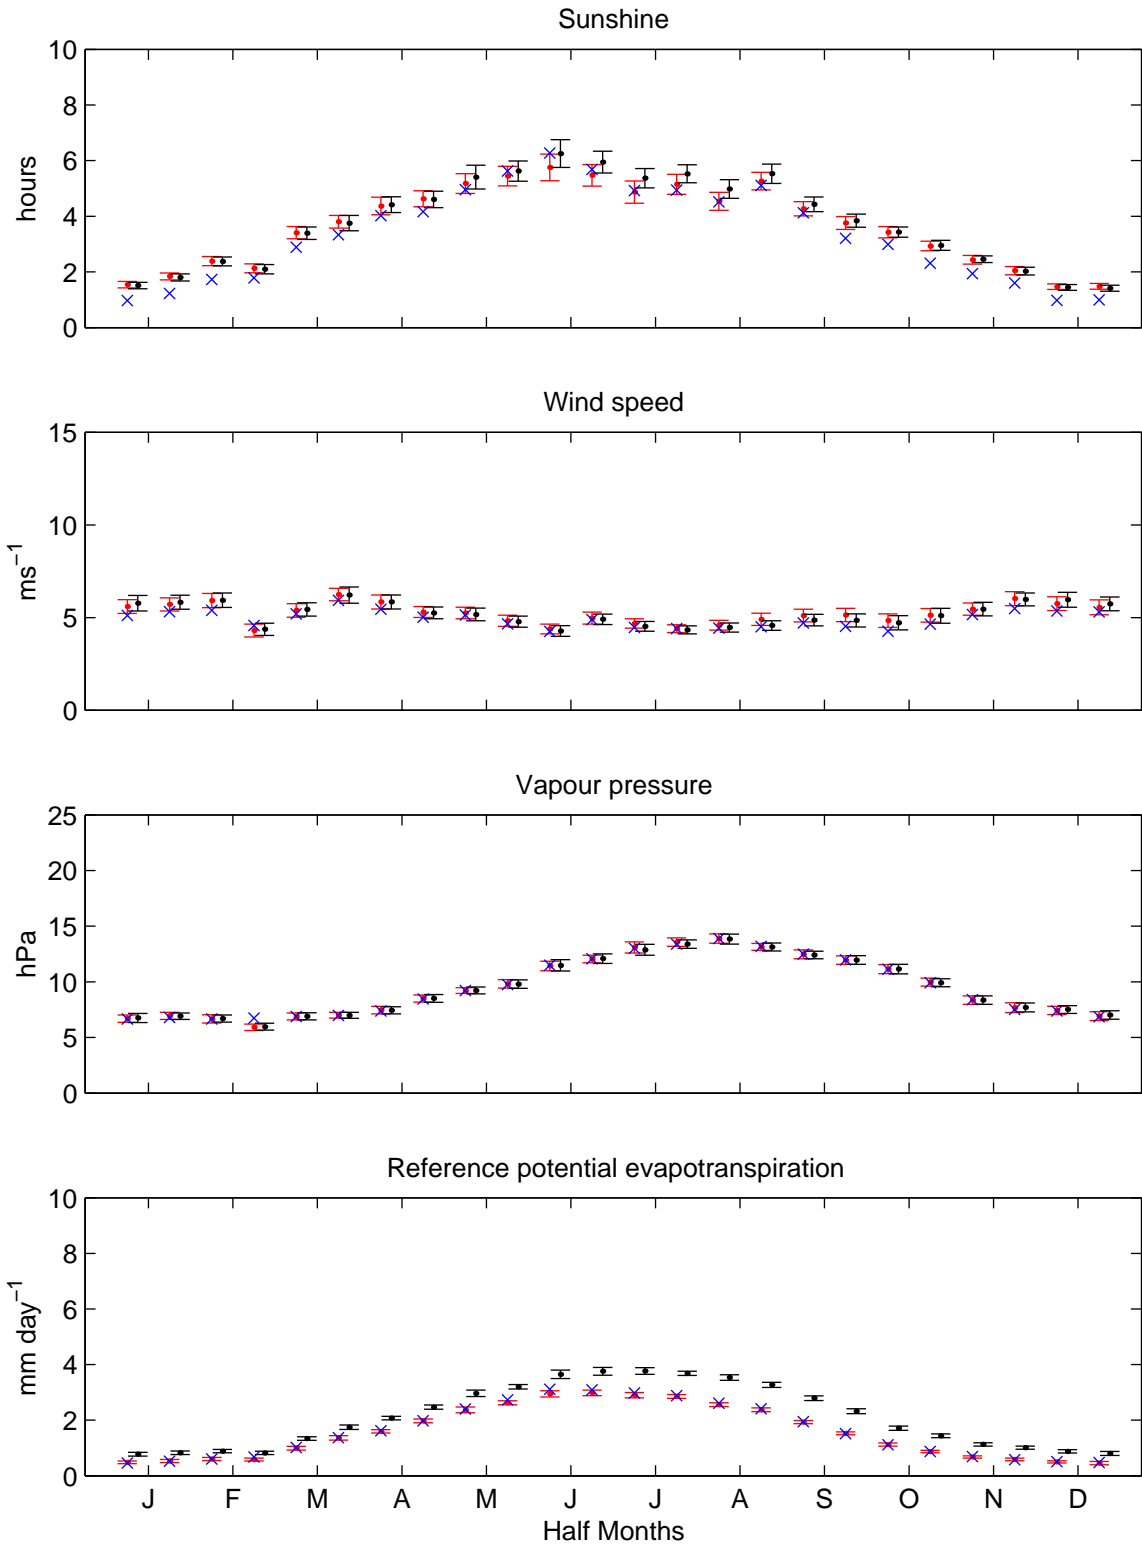 Sunshine
10
8
6
4
2
0
hours
Wind speed
15
10
5
0
ms⁻¹
Vapour pressure
25
20
15
10
5
0
hPa
Reference potential evapotranspiration
10
8
6
4
2
0
mm day⁻¹
J F M A M J J A S O N D
Half Months